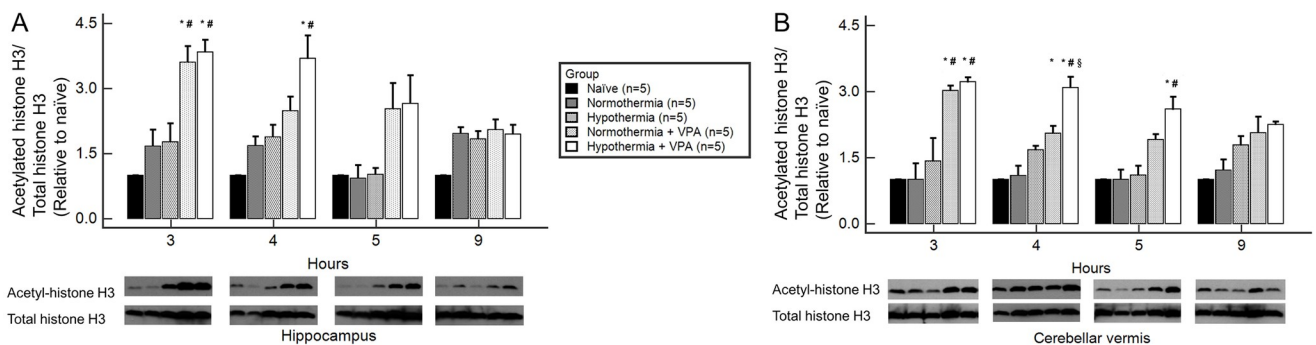 A
Acetylated histone H3/
Total histone H3
(Relative to naïve)
4.5
3.0
1.5
0.0
* # * #
* #
3 4 5 9
Hours
Acetyl-histone H3
Total histone H3
Hippocampus
Group
Naïve (n=5)
Normothermia (n=5)
Hypothermia (n=5)
Normothermia + VPA (n=5)
Hypothermia + VPA (n=5)
B
Acetylated histone H3/
Total histone H3
(Relative to naïve)
4.5
3.0
1.5
0.0
* # * #
* * # §
* #
3 4 5 9
Hours
Acetyl-histone H3
Total histone H3
Cerebellar vermis